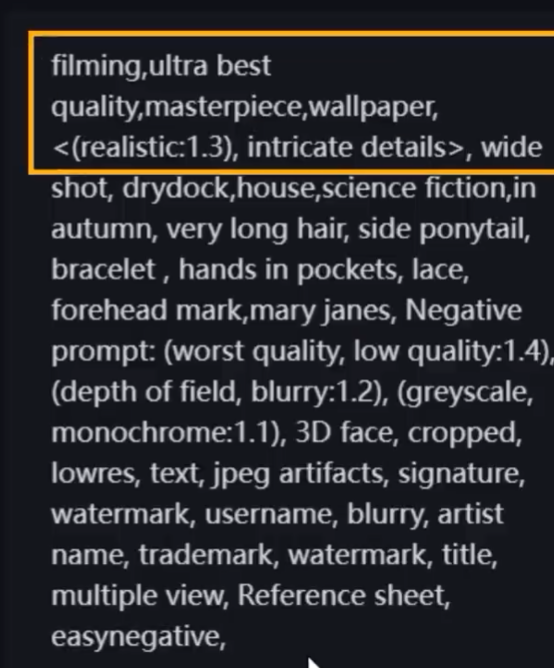 filming,ultra best
quality,masterpiece,wallpaper,
<(realistic:1.3), intricate details>, wide
shot, drydock,house,science fiction,in
autumn, very long hair, side ponytail,
bracelet , hands in pockets, lace,
forehead mark,mary janes, Negative
prompt: (worst quality, low quality:1.4),
(depth of field, blurry:1.2), (greyscale,
monochrome:1.1), 3D face, cropped,
lowres, text, jpeg artifacts, signature,
watermark, username, blurry, artist
name, trademark, watermark, title,
multiple view, Reference sheet,
easynegative,